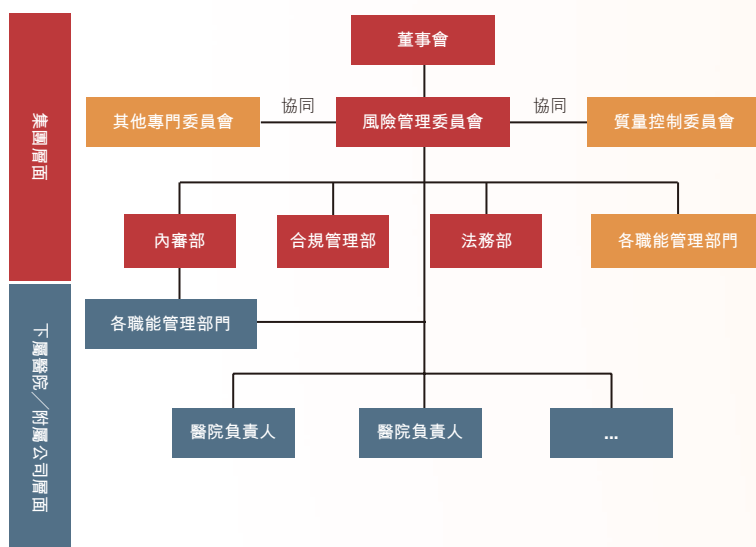 董事會
其他專門委員會
協同
風險管理委員會
協同
質量控制委員會
集團層面
內審部
合規管理部
法務部
各職能管理部門
各職能管理部門
下屬醫院／附屬公司層面
醫院負責人
醫院負責人
...